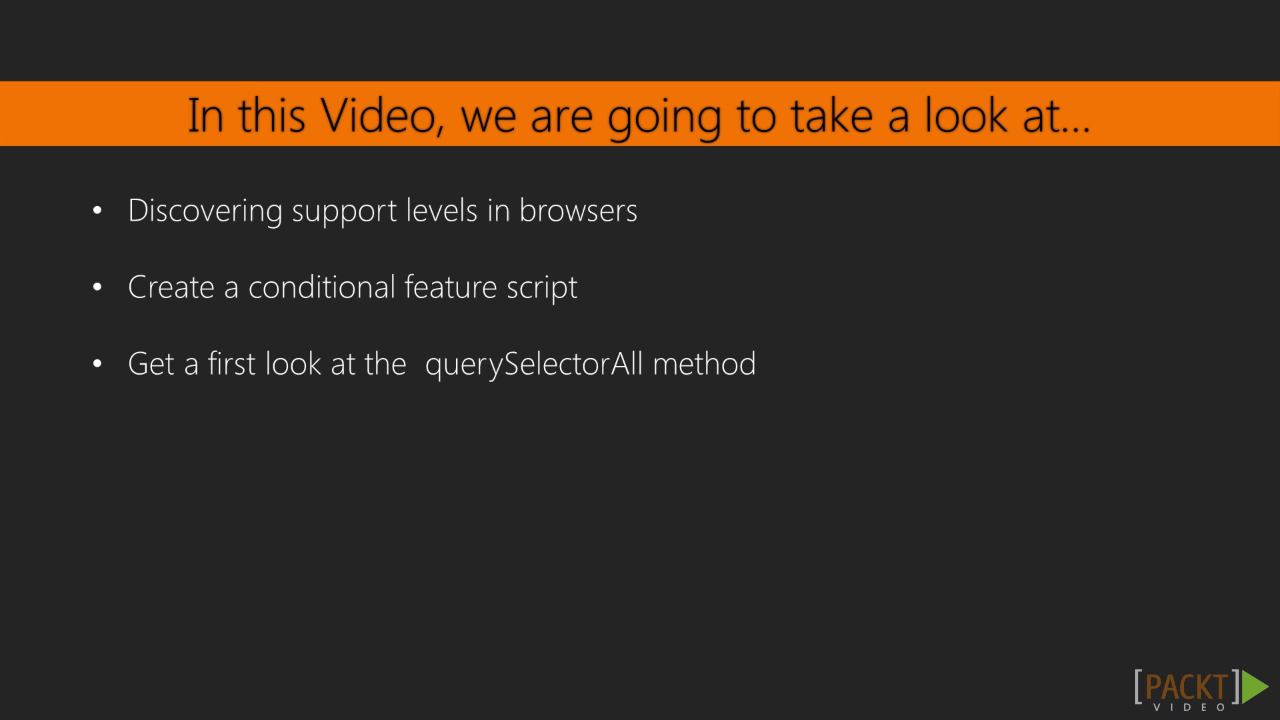 In this Video, we are going to take a look at...
• Discovering support levels in browsers
• Create a conditional feature script
• Get a first look at the querySelectorAll method
[PACKT]
VIDEO